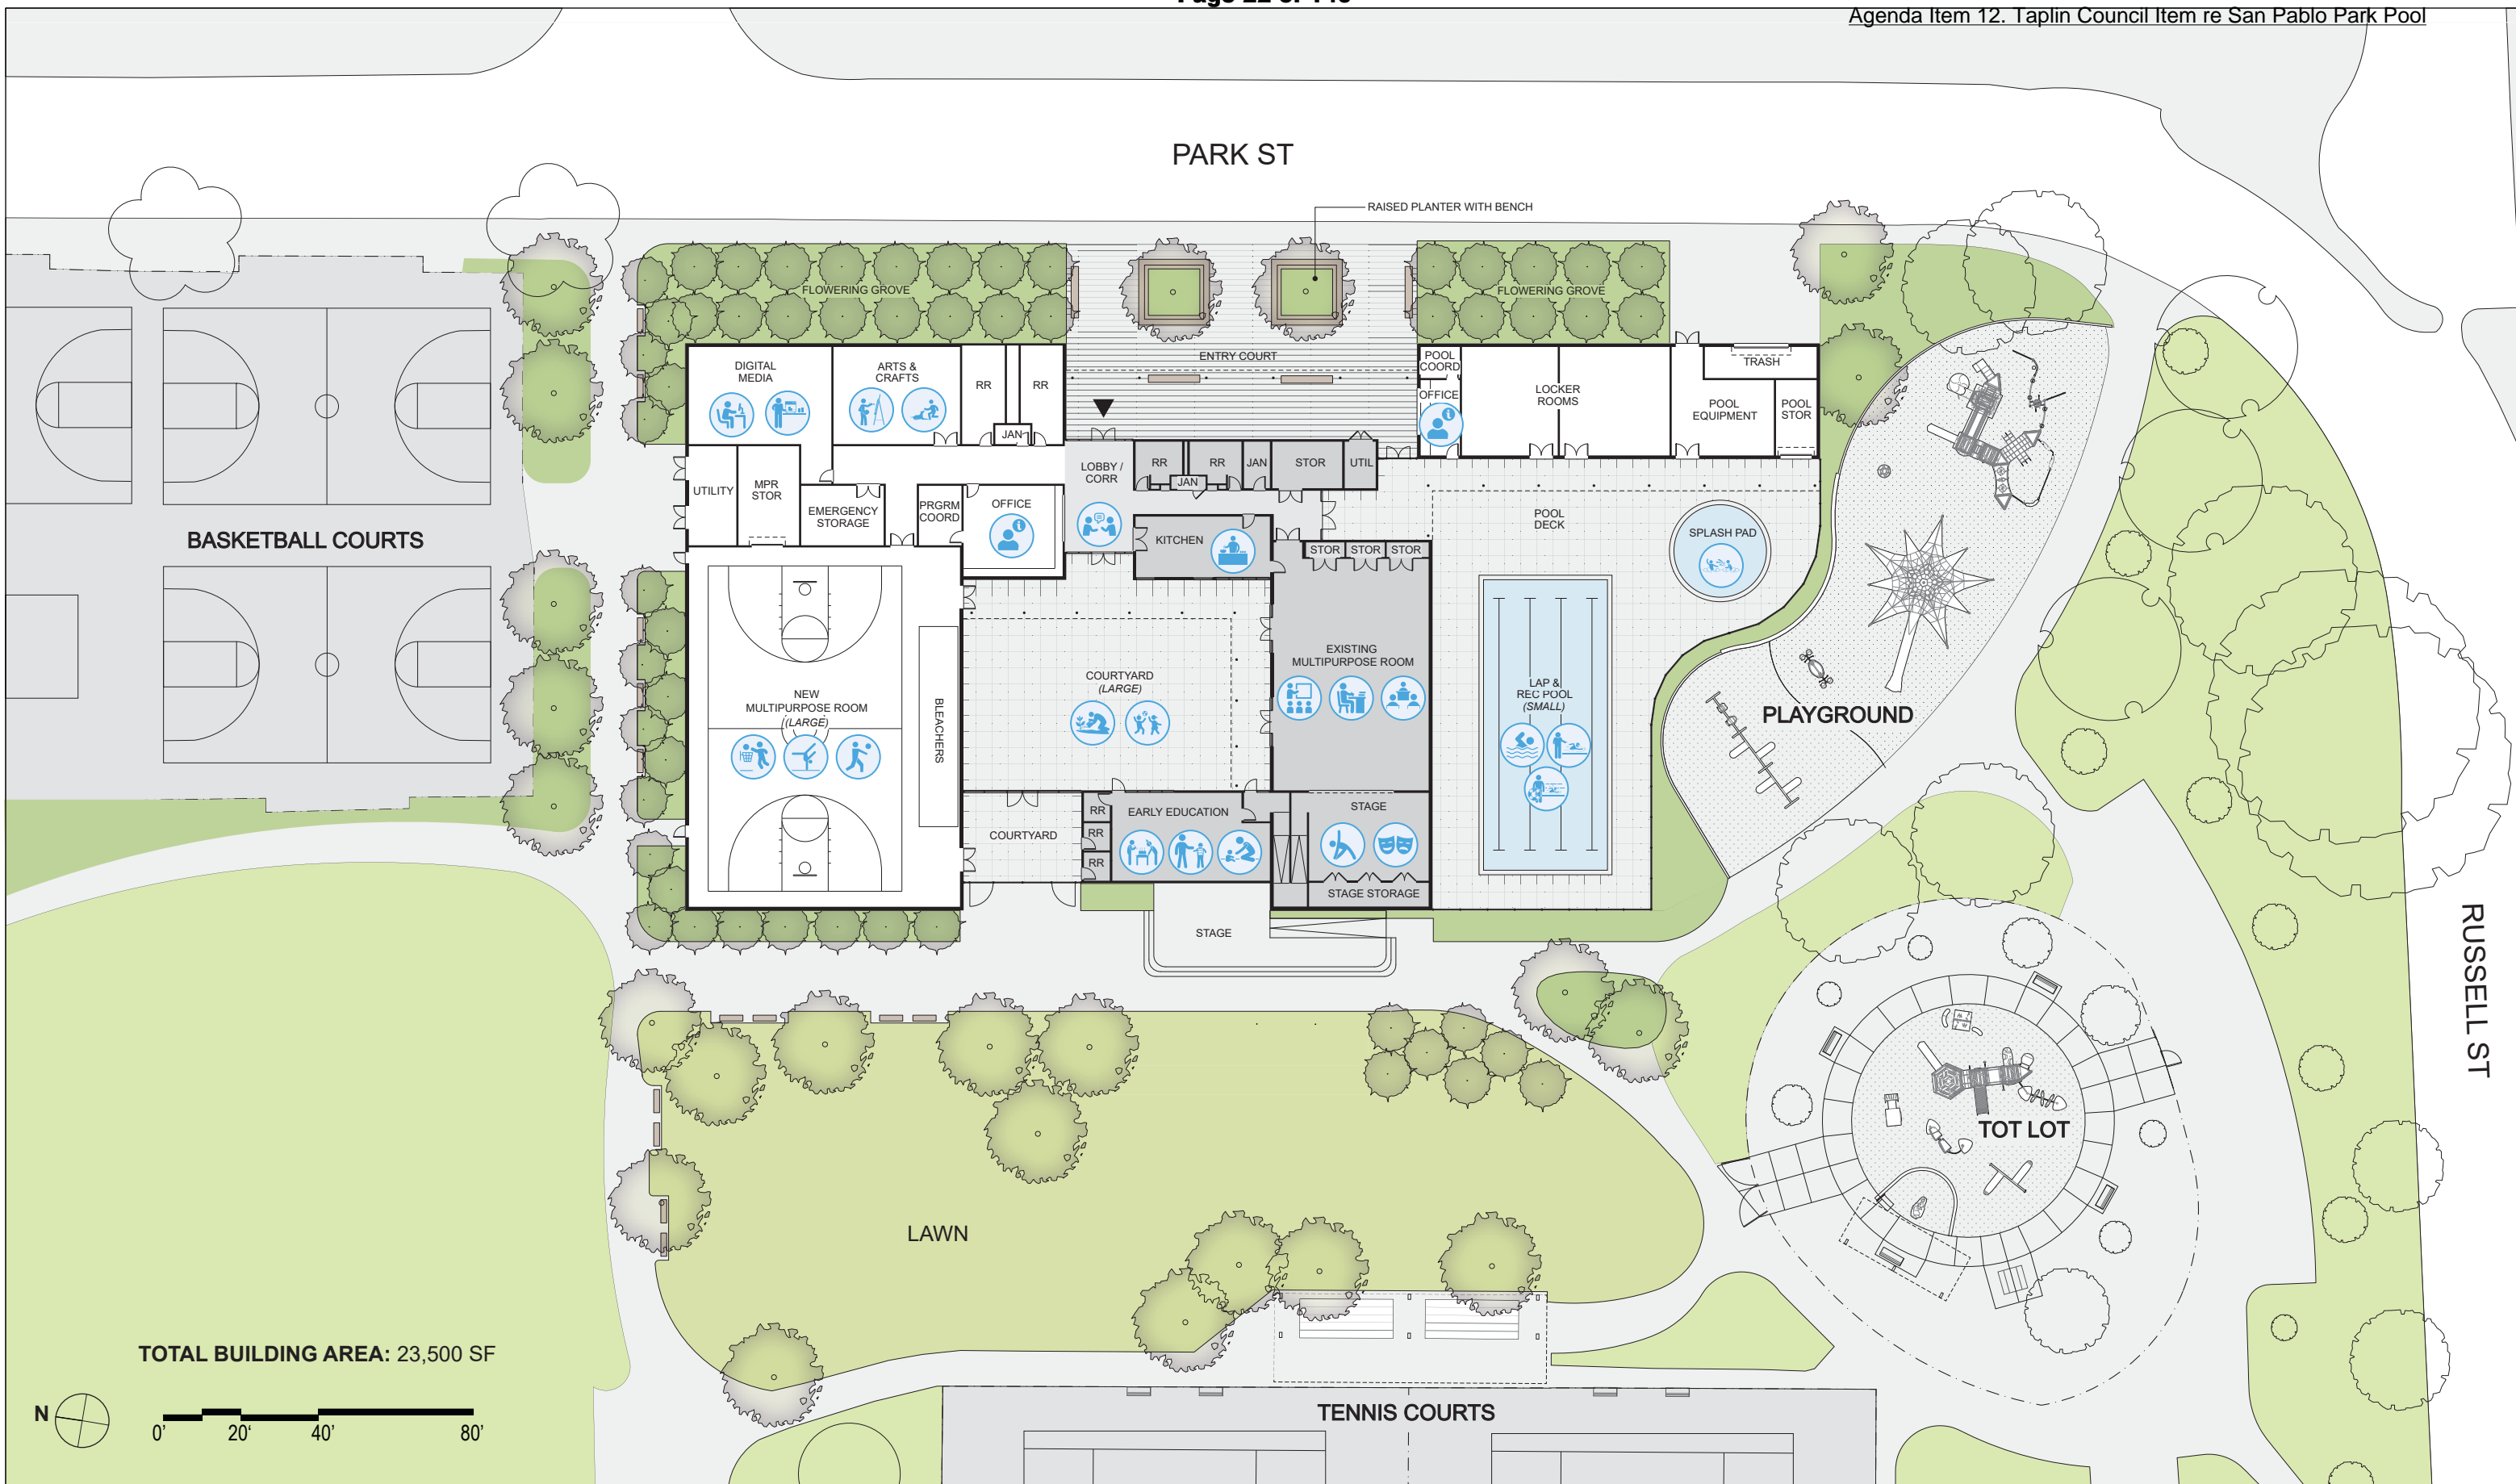 Agenda Item 12. Taplin Council Item re San Pablo Park Pool
PARK ST
RAISED PLANTER WITH BENCH
FLOWERING GROVE
FLOWERING GROVE
ENTRY COURT
DIGITAL
MEDIA
ARTS &
CRAFTS
RR
RR
JAN
POOL
COORD
OFFICE
LOCKER
ROOMS
TRASH
POOL
EQUIPMENT
POOL
STOR
UTILITY
MPR
STOR
EMERGENCY
STORAGE
PRGRM
COORD
OFFICE
LOBBY /
CORR
RR
RR
JAN
JAN
STOR
UTIL
KITCHEN
STOR
STOR
STOR
POOL
DECK
SPLASH PAD
BASKETBALL COURTS
NEW
MULTIPURPOSE ROOM
(LARGE)
BLEACHERS
COURTYARD
(LARGE)
EXISTING
MULTIPURPOSE ROOM
LAP &
REC POOL
(SMALL)
PLAYGROUND
COURTYARD
RR
RR
RR
EARLY EDUCATION
STAGE
STAGE STORAGE
STAGE
RUSSELL ST
TOT LOT
LAWN
TOTAL BUILDING AREA: 23,500 SF
N
0' 20' 40' 80'
TENNIS COURTS